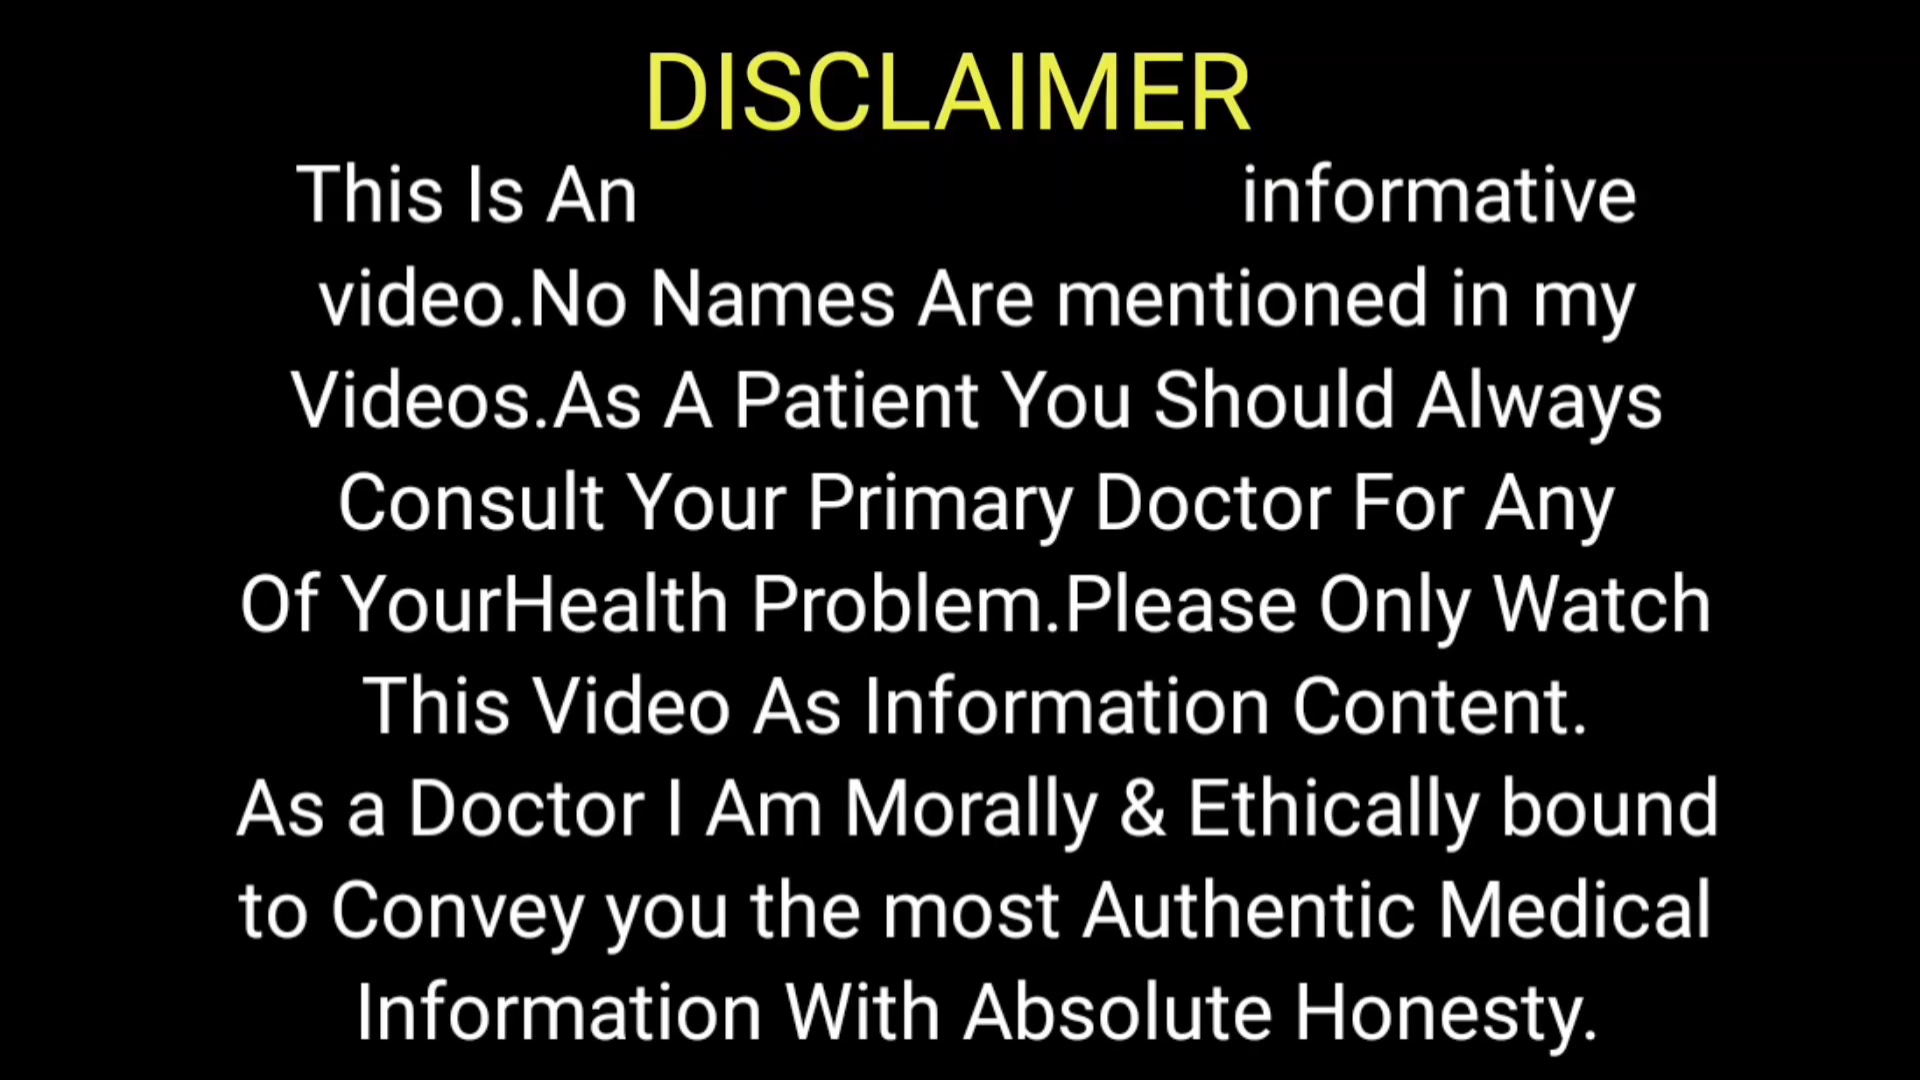 DISCLAIMER
This Is An informative
video.No Names Are mentioned in my
Videos.As A Patient You Should Always
Consult Your Primary Doctor For Any
Of YourHealth Problem.Please Only Watch
This Video As Information Content.
As a Doctor I Am Morally & Ethically bound
to Convey you the most Authentic Medical
Information With Absolute Honesty.